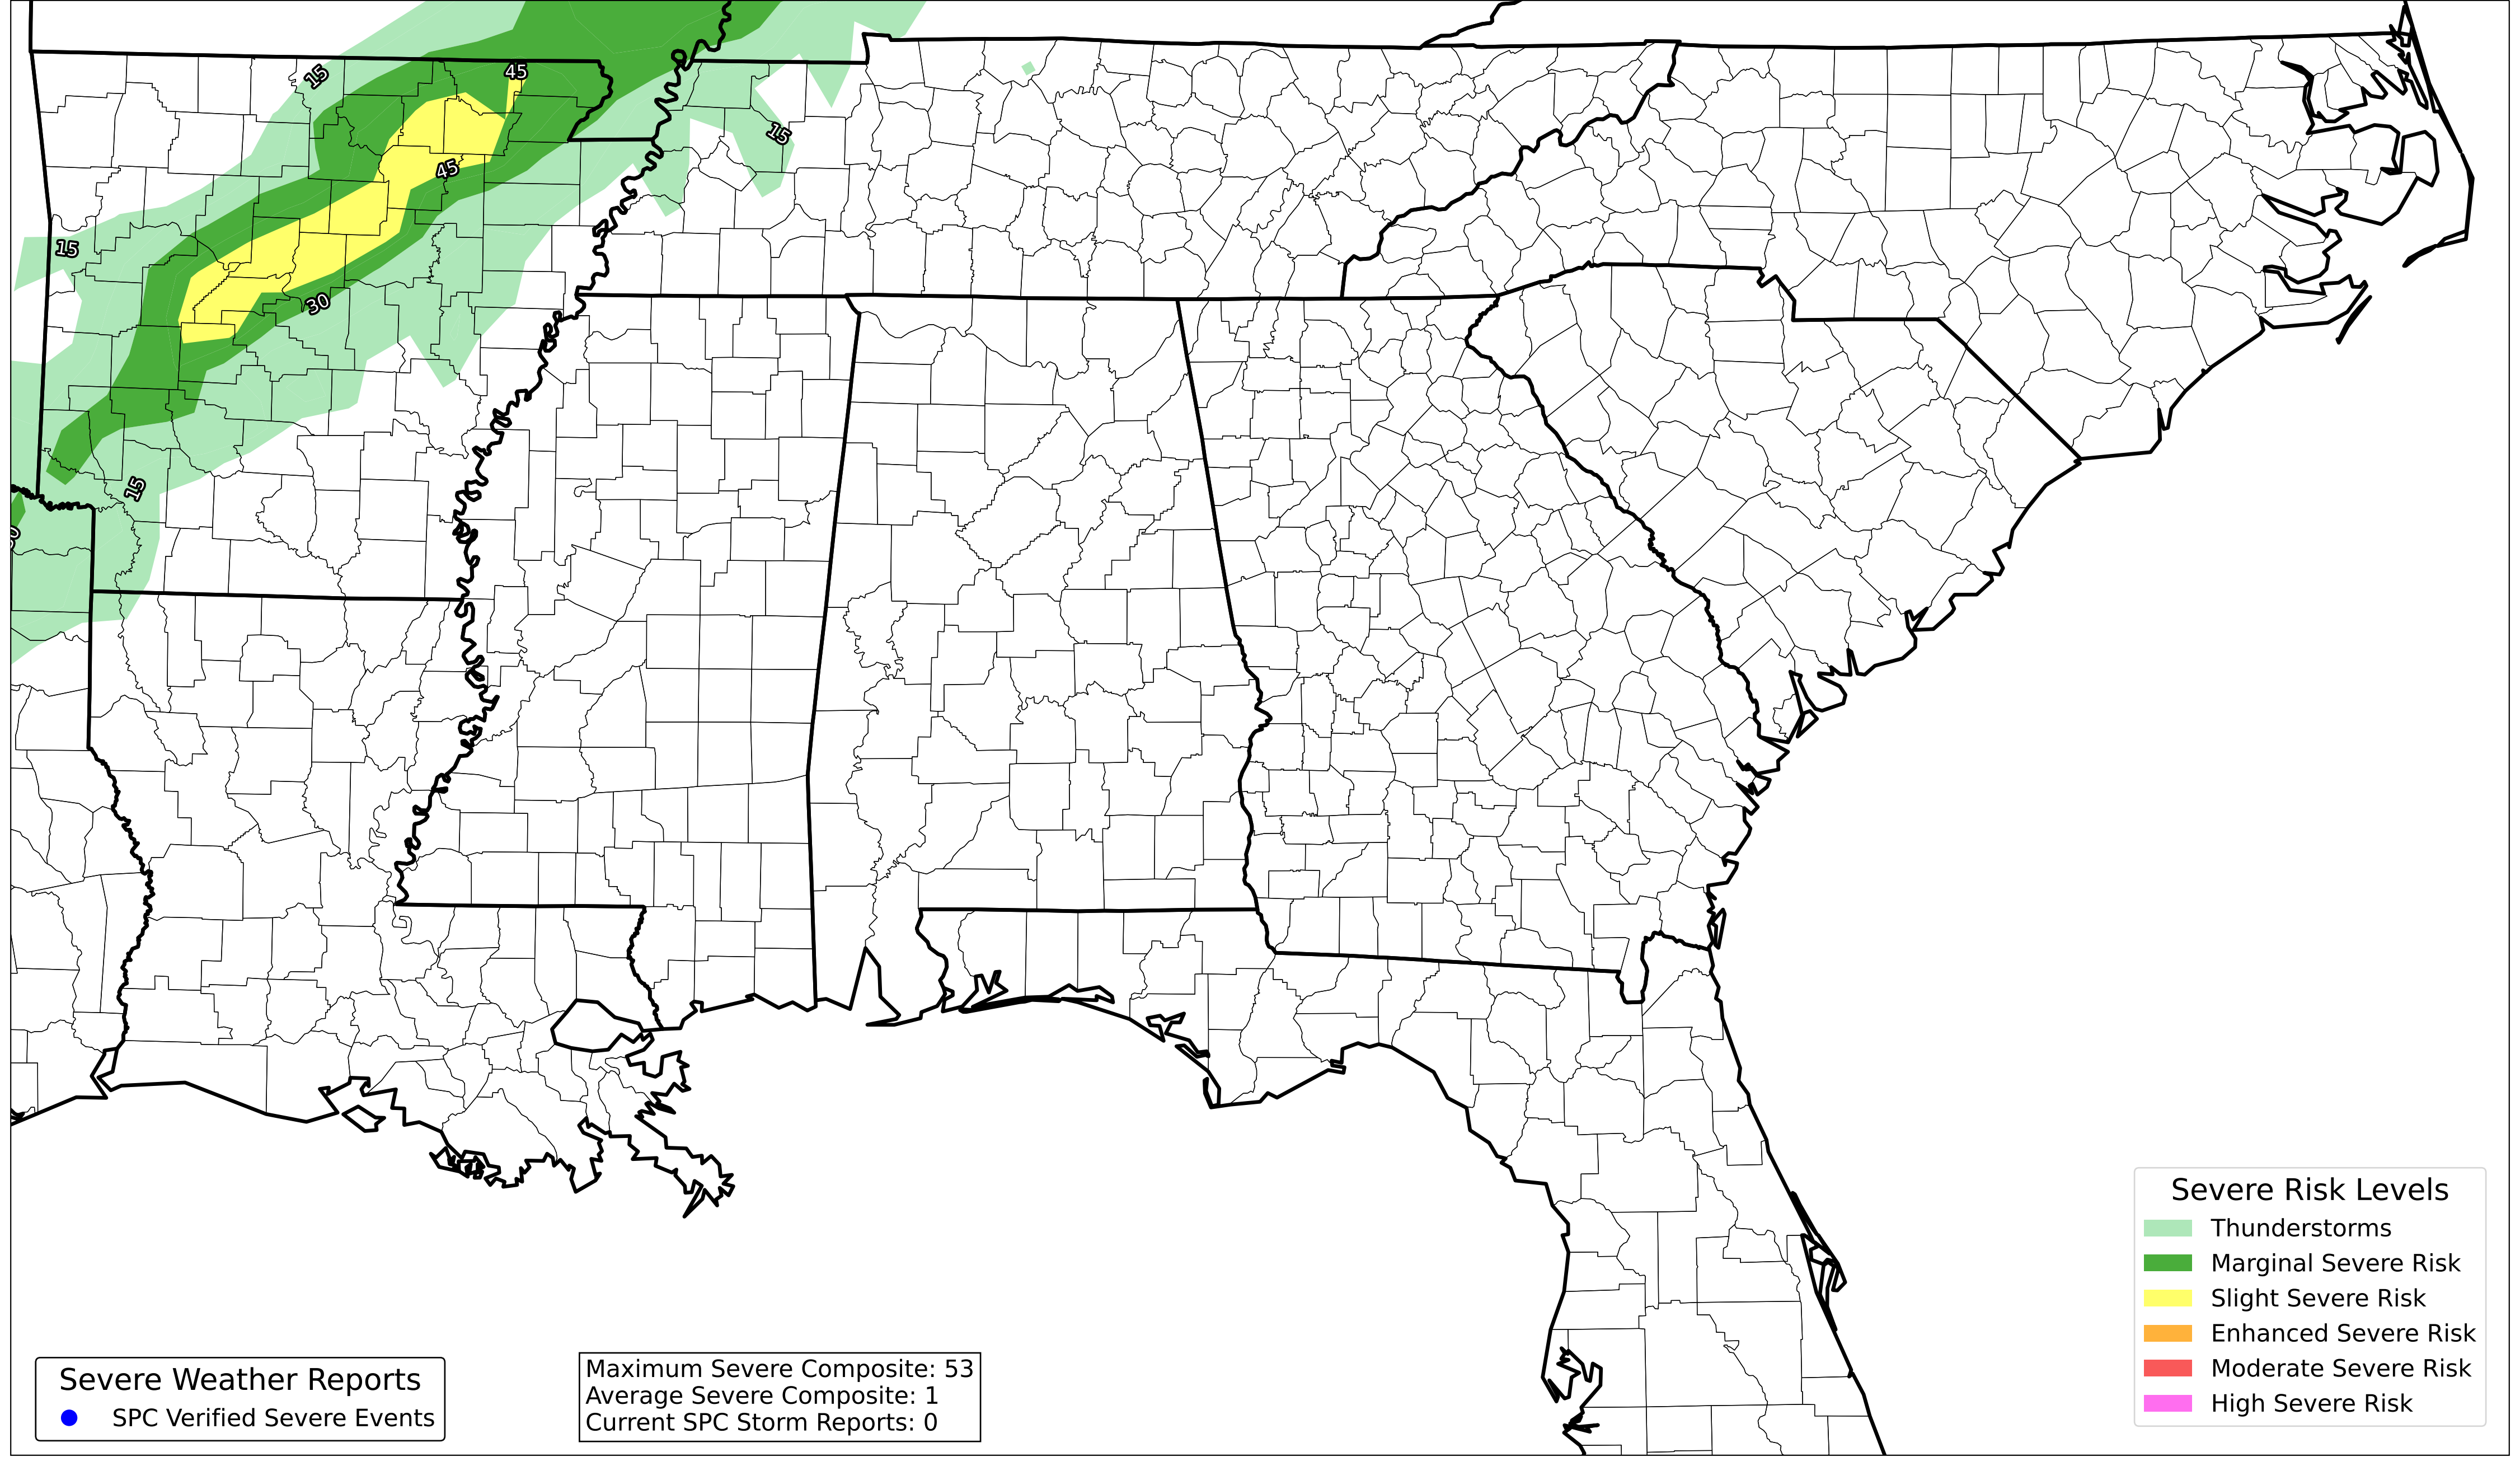 15
45
15
45
15
30
15
Severe Risk Levels
Thunderstorms
Marginal Severe Risk
Slight Severe Risk
Enhanced Severe Risk
Moderate Severe Risk
High Severe Risk
Severe Weather Reports
SPC Verified Severe Events
Maximum Severe Composite: 53
Average Severe Composite: 1
Current SPC Storm Reports: 0